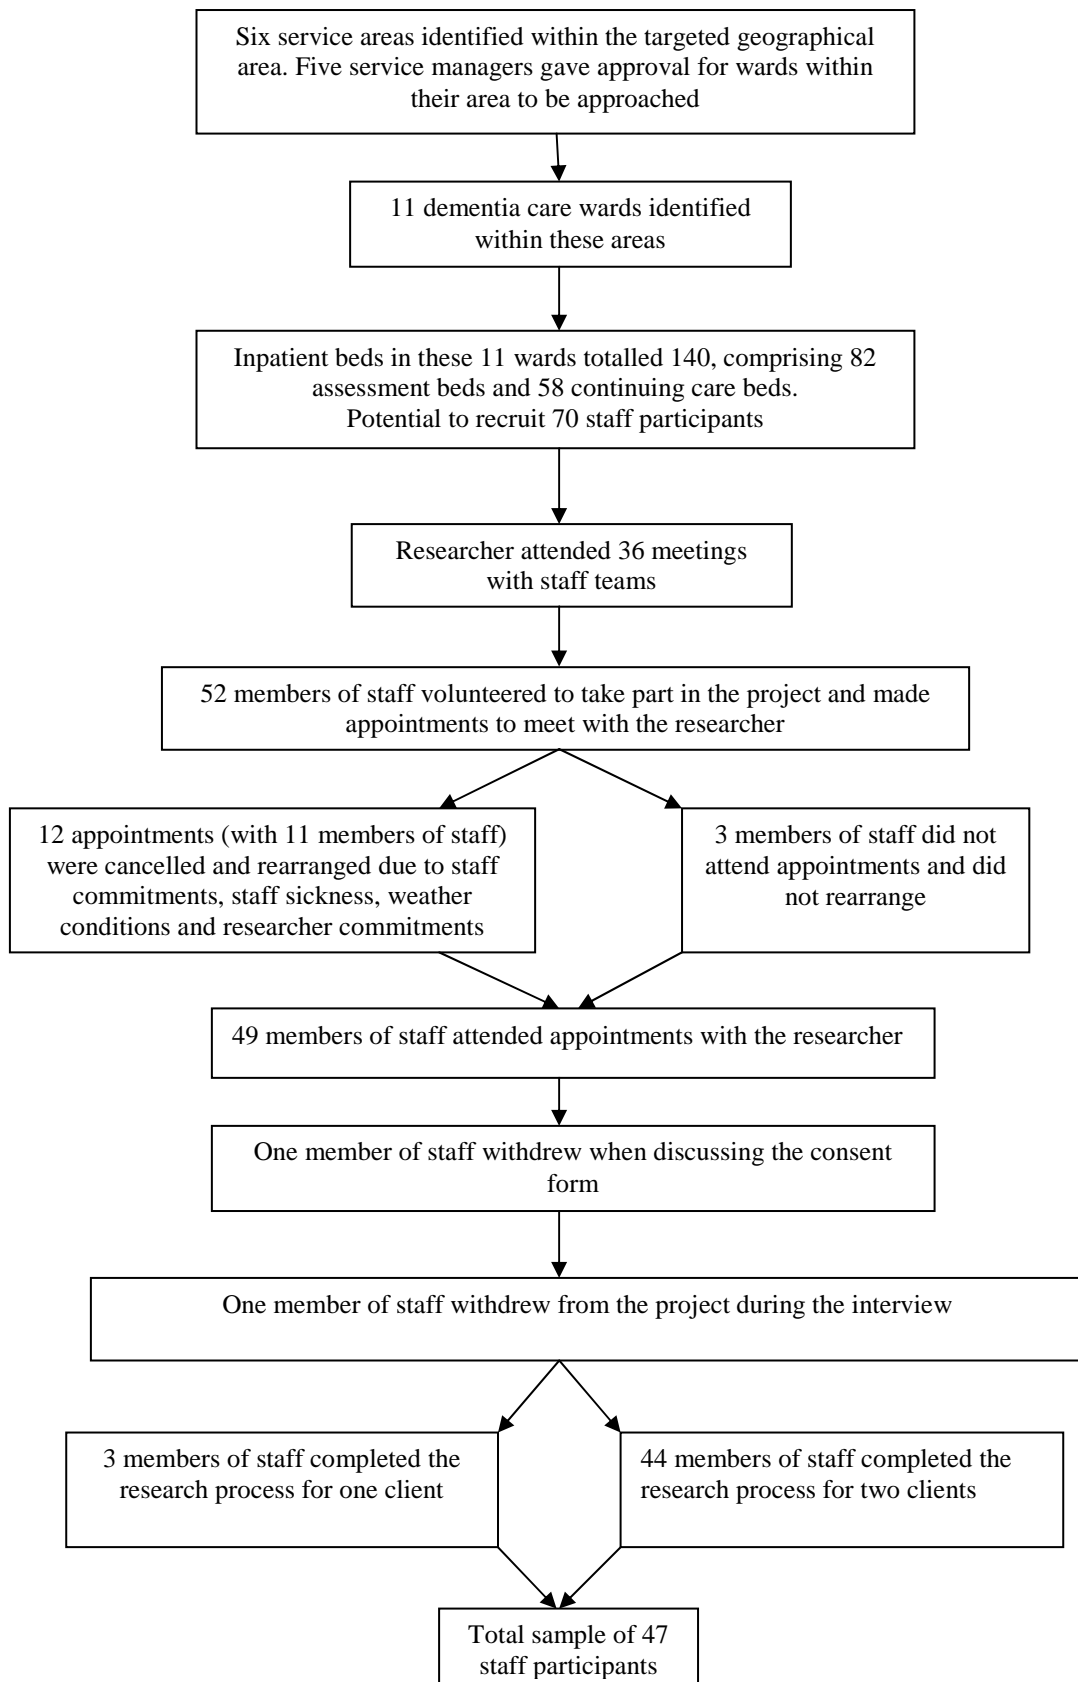 Six service areas identified within the targeted geographical
area. Five service managers gave approval for wards within
their area to be approached
11 dementia care wards identified
within these areas
Inpatient beds in these 11 wards totalled 140, comprising 82
assessment beds and 58 continuing care beds.
Potential to recruit 70 staff participants
Researcher attended 36 meetings
with staff teams
52 members of staff volunteered to take part in the project and made
appointments to meet with the researcher
12 appointments (with 11 members of staff)
were cancelled and rearranged due to staff
commitments, staff sickness, weather
conditions and researcher commitments
3 members of staff did not
attend appointments and did
not rearrange
49 members of staff attended appointments with the researcher
One member of staff withdrew when discussing the consent
form
One member of staff withdrew from the project during the interview
3 members of staff completed the
research process for one client
44 members of staff completed the
research process for two clients
Total sample of 47
staff participants